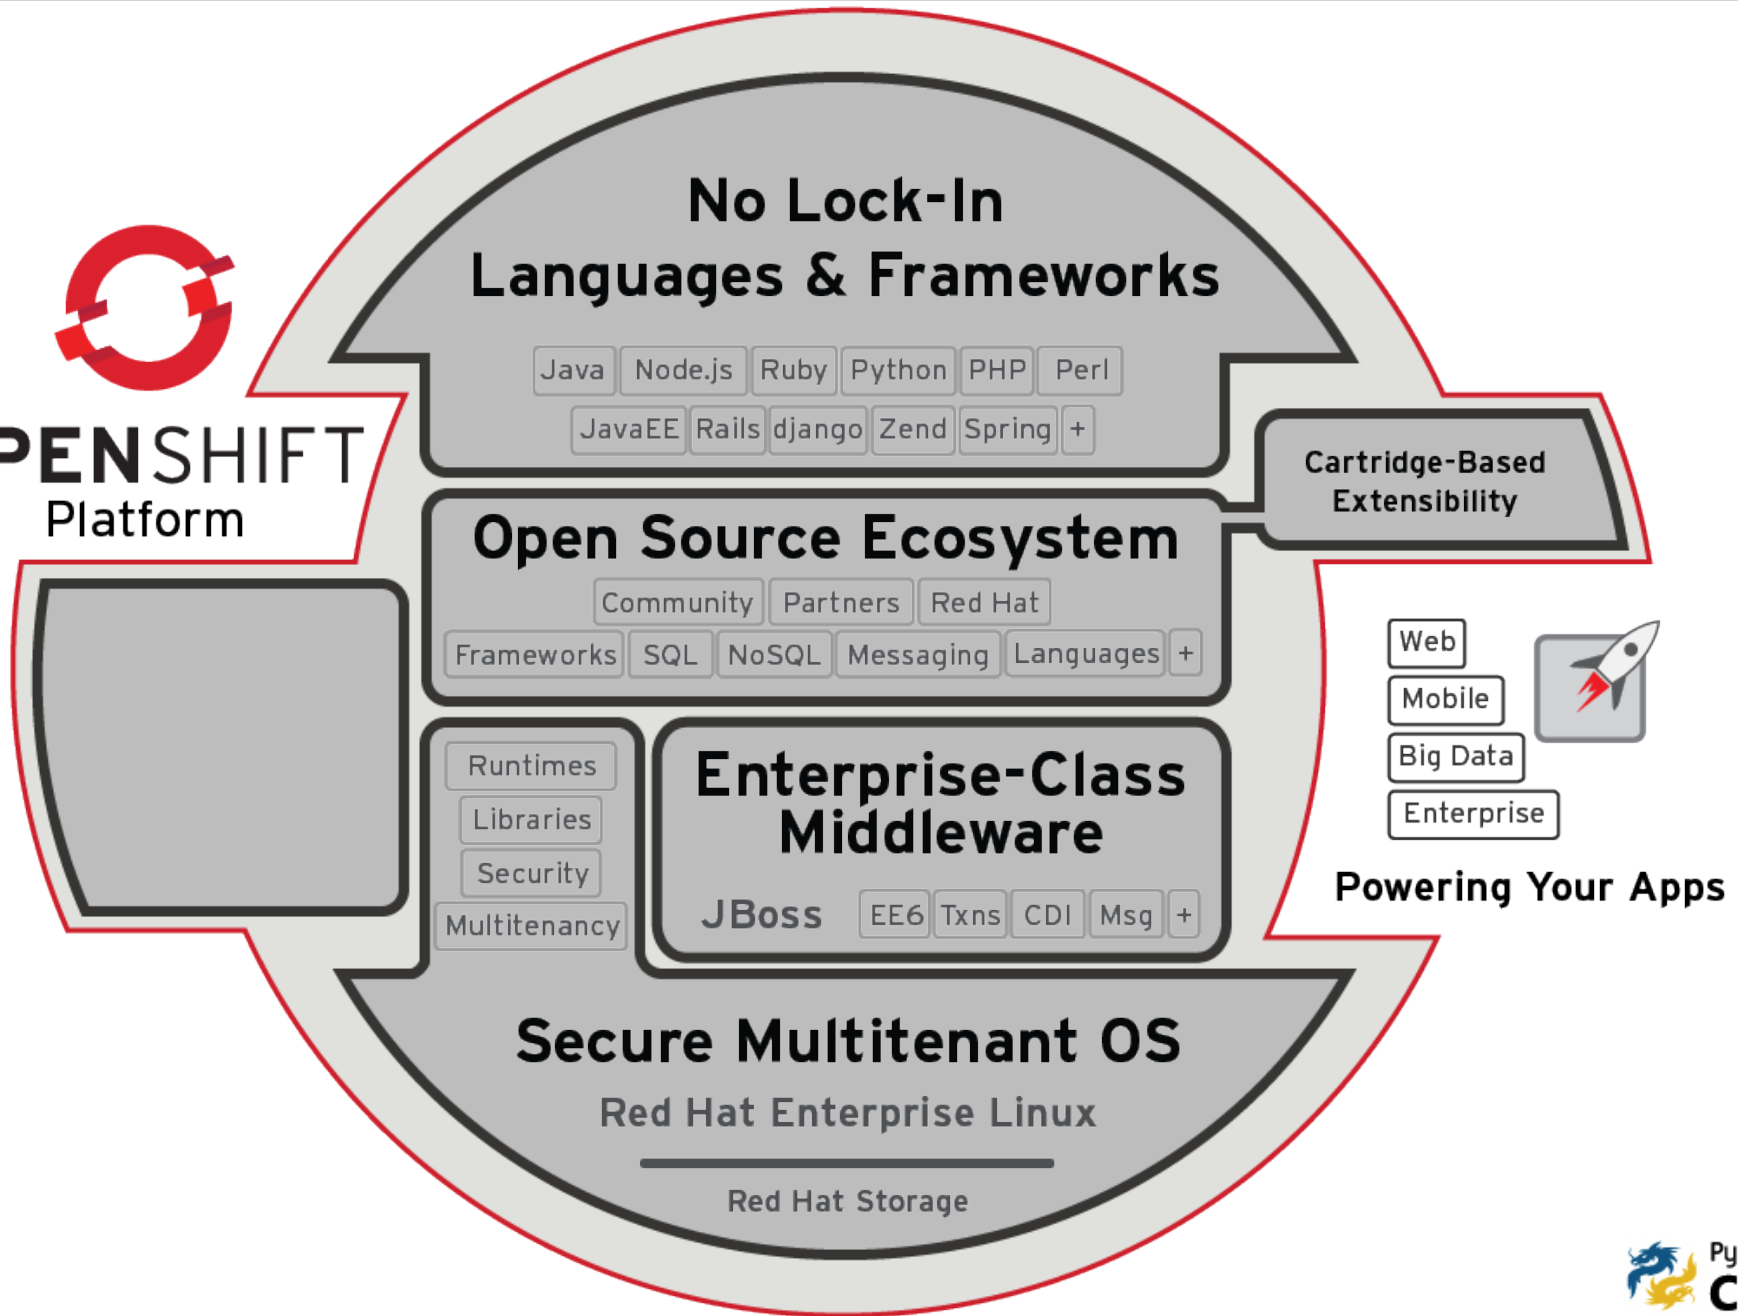 No Lock-In
Languages & Frameworks
Java Node.js Ruby Python PHP Perl
JavaEE Rails django Zend Spring +
PENSHIFT
Platform
Cartridge-Based
Extensibility
Open Source Ecosystem
Community Partners Red Hat
Frameworks SQL NoSQL Messaging Languages +
Runtimes
Libraries
Security
Multitenancy
Enterprise-Class
Middleware
JBoss EE6 Txns CDI Msg +
Web
Mobile
Big Data
Enterprise
Powering Your Apps
Secure Multitenant OS
Red Hat Enterprise Linux
Red Hat Storage
Py
C